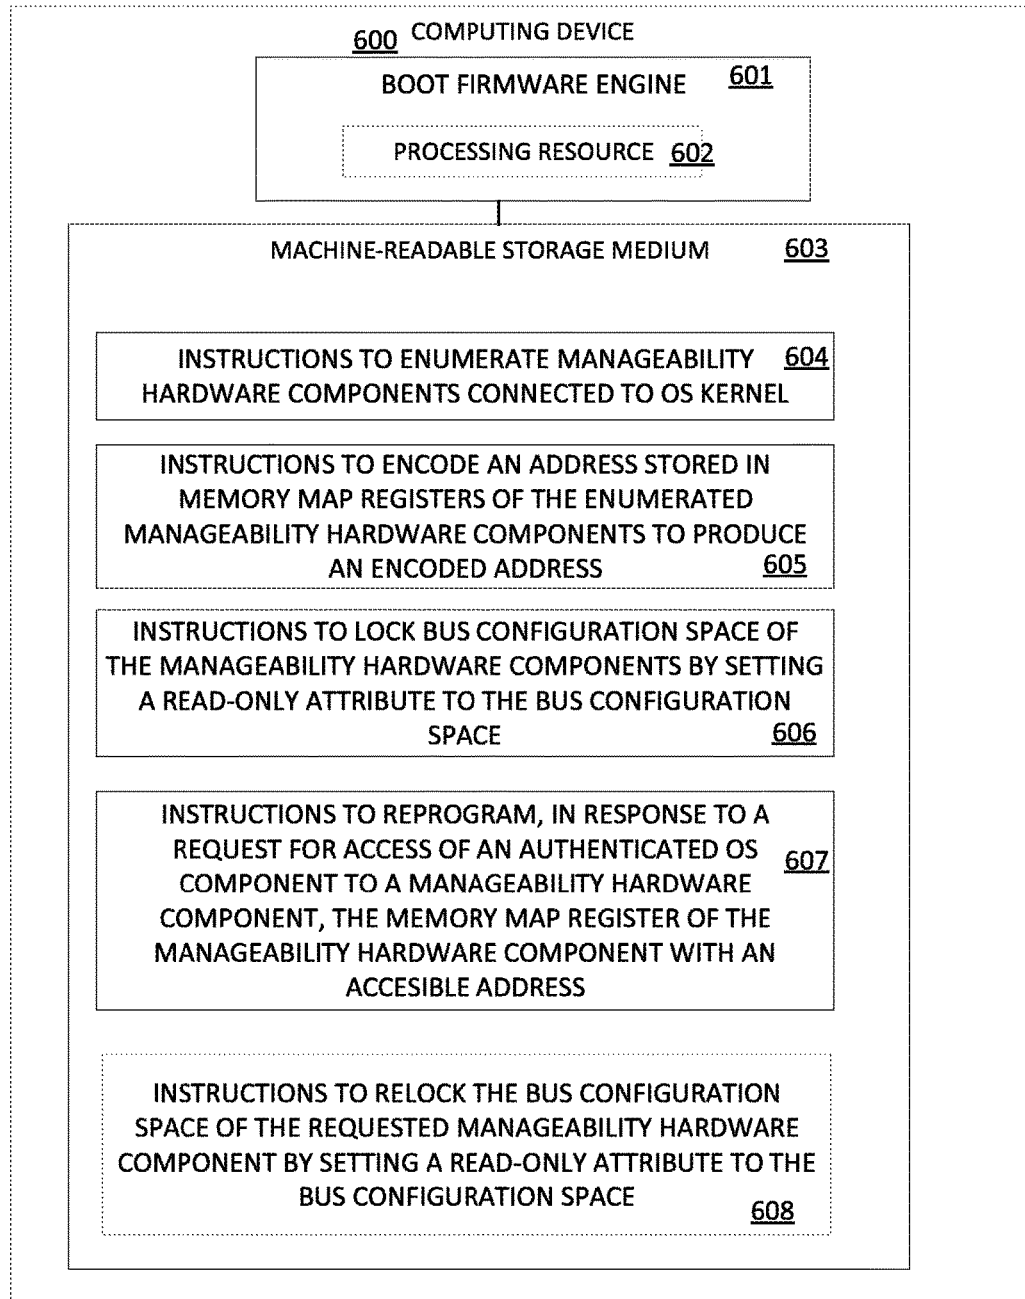 600 COMPUTING DEVICE
BOOT FIRMWARE ENGINE 601
PROCESSING RESOURCE 602
MACHINE-READABLE STORAGE MEDIUM 603
INSTRUCTIONS TO ENUMERATE MANAGEABILITY 604
HARDWARE COMPONENTS CONNECTED TO OS KERNEL
INSTRUCTIONS TO ENCODE AN ADDRESS STORED IN
MEMORY MAP REGISTERS OF THE ENUMERATED
MANAGEABILITY HARDWARE COMPONENTS TO PRODUCE
AN ENCODED ADDRESS 605
INSTRUCTIONS TO LOCK BUS CONFIGURATION SPACE OF
THE MANAGEABILITY HARDWARE COMPONENTS BY SETTING
A READ-ONLY ATTRIBUTE TO THE BUS CONFIGURATION
SPACE 606
INSTRUCTIONS TO REPROGRAM, IN RESPONSE TO A
REQUEST FOR ACCESS OF AN AUTHENTICATED OS 607
COMPONENT TO A MANAGEABILITY HARDWARE
COMPONENT, THE MEMORY MAP REGISTER OF THE
MANAGEABILITY HARDWARE COMPONENT WITH AN
ACCESIBLE ADDRESS
INSTRUCTIONS TO RELOCK THE BUS CONFIGURATION
SPACE OF THE REQUESTED MANAGEABILITY HARDWARE
COMPONENT BY SETTING A READ-ONLY ATTRIBUTE TO THE
BUS CONFIGURATION SPACE 608